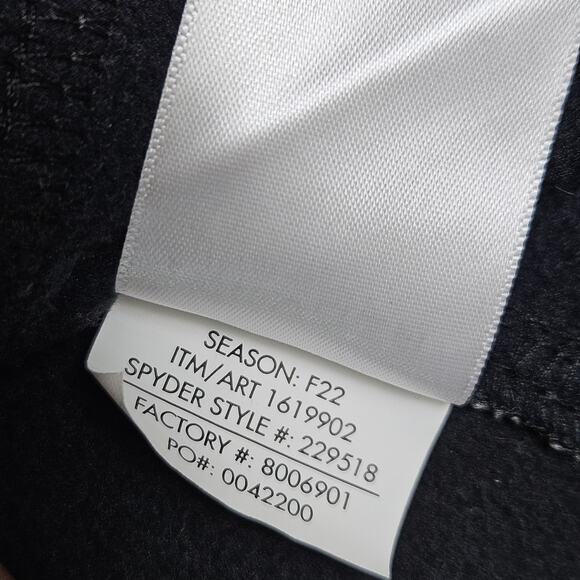 SEASON: F22
ITM/ART 1619902
SPYDER STYLE #: 229518
FACTORY #: 8006901
PO#: 0042200